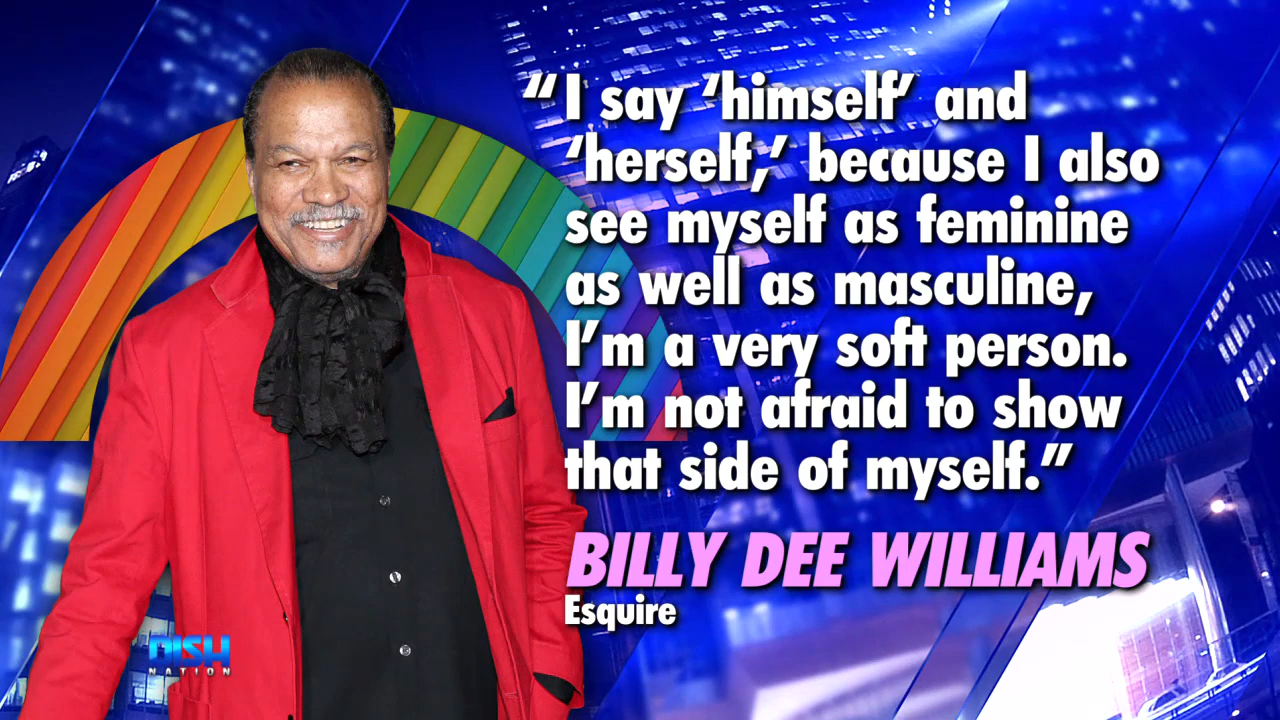 “I say ‘himself’ and
‘herself,’ because I also
see myself as feminine
as well as masculine,
I’m a very soft person.
I’m not afraid to show
that side of myself.”
BILLY DEE WILLIAMS
Esquire
DISH
NATION